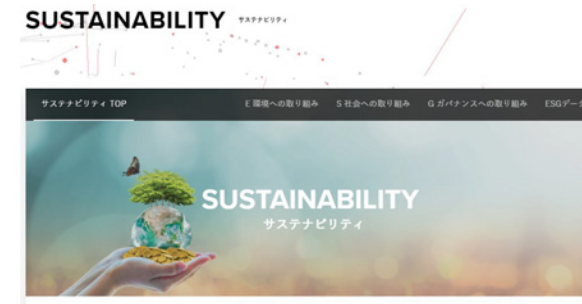 SUSTAINABILITY サステナビリティ
サステナビリティ TOP E 環境への取り組み S 社会への取り組み G ガバナンスへの取り組み ESGデータ
SUSTAINABILITY
サステナビリティ